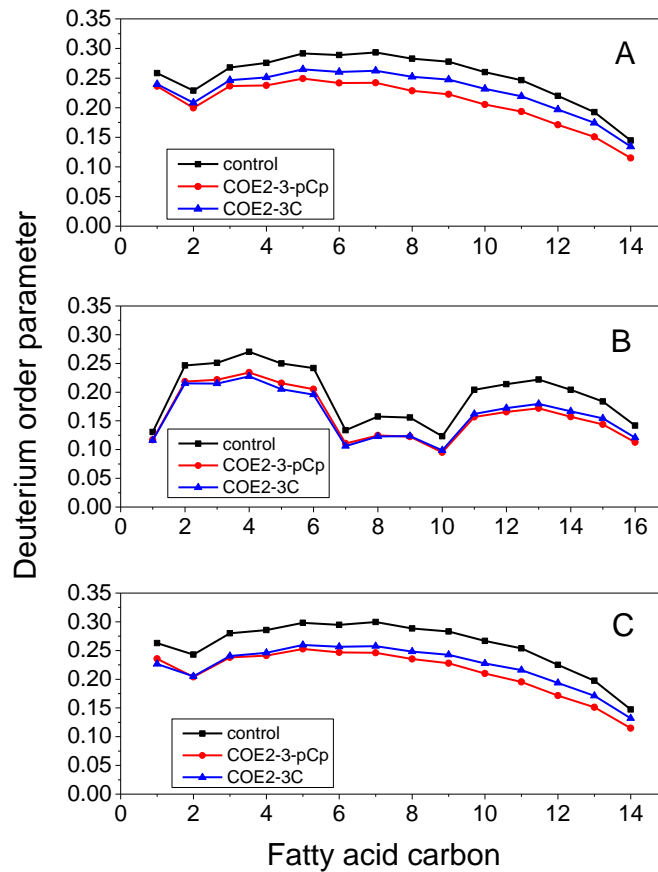 Deuterium order parameter
0.35
0.30
0.25
0.20
0.15
0.10
0.05
0.00
A
control
COE2-3-pCp
COE2-3C
0 2 4 6 8 10 12 14
0.35
0.30
0.25
0.20
0.15
0.10
0.05
0.00
B
control
COE2-3-pCp
COE2-3C
0 2 4 6 8 10 12 14 16
0.35
0.30
0.25
0.20
0.15
0.10
0.05
0.00
C
control
COE2-3-pCp
COE2-3C
0 2 4 6 8 10 12 14
Fatty acid carbon